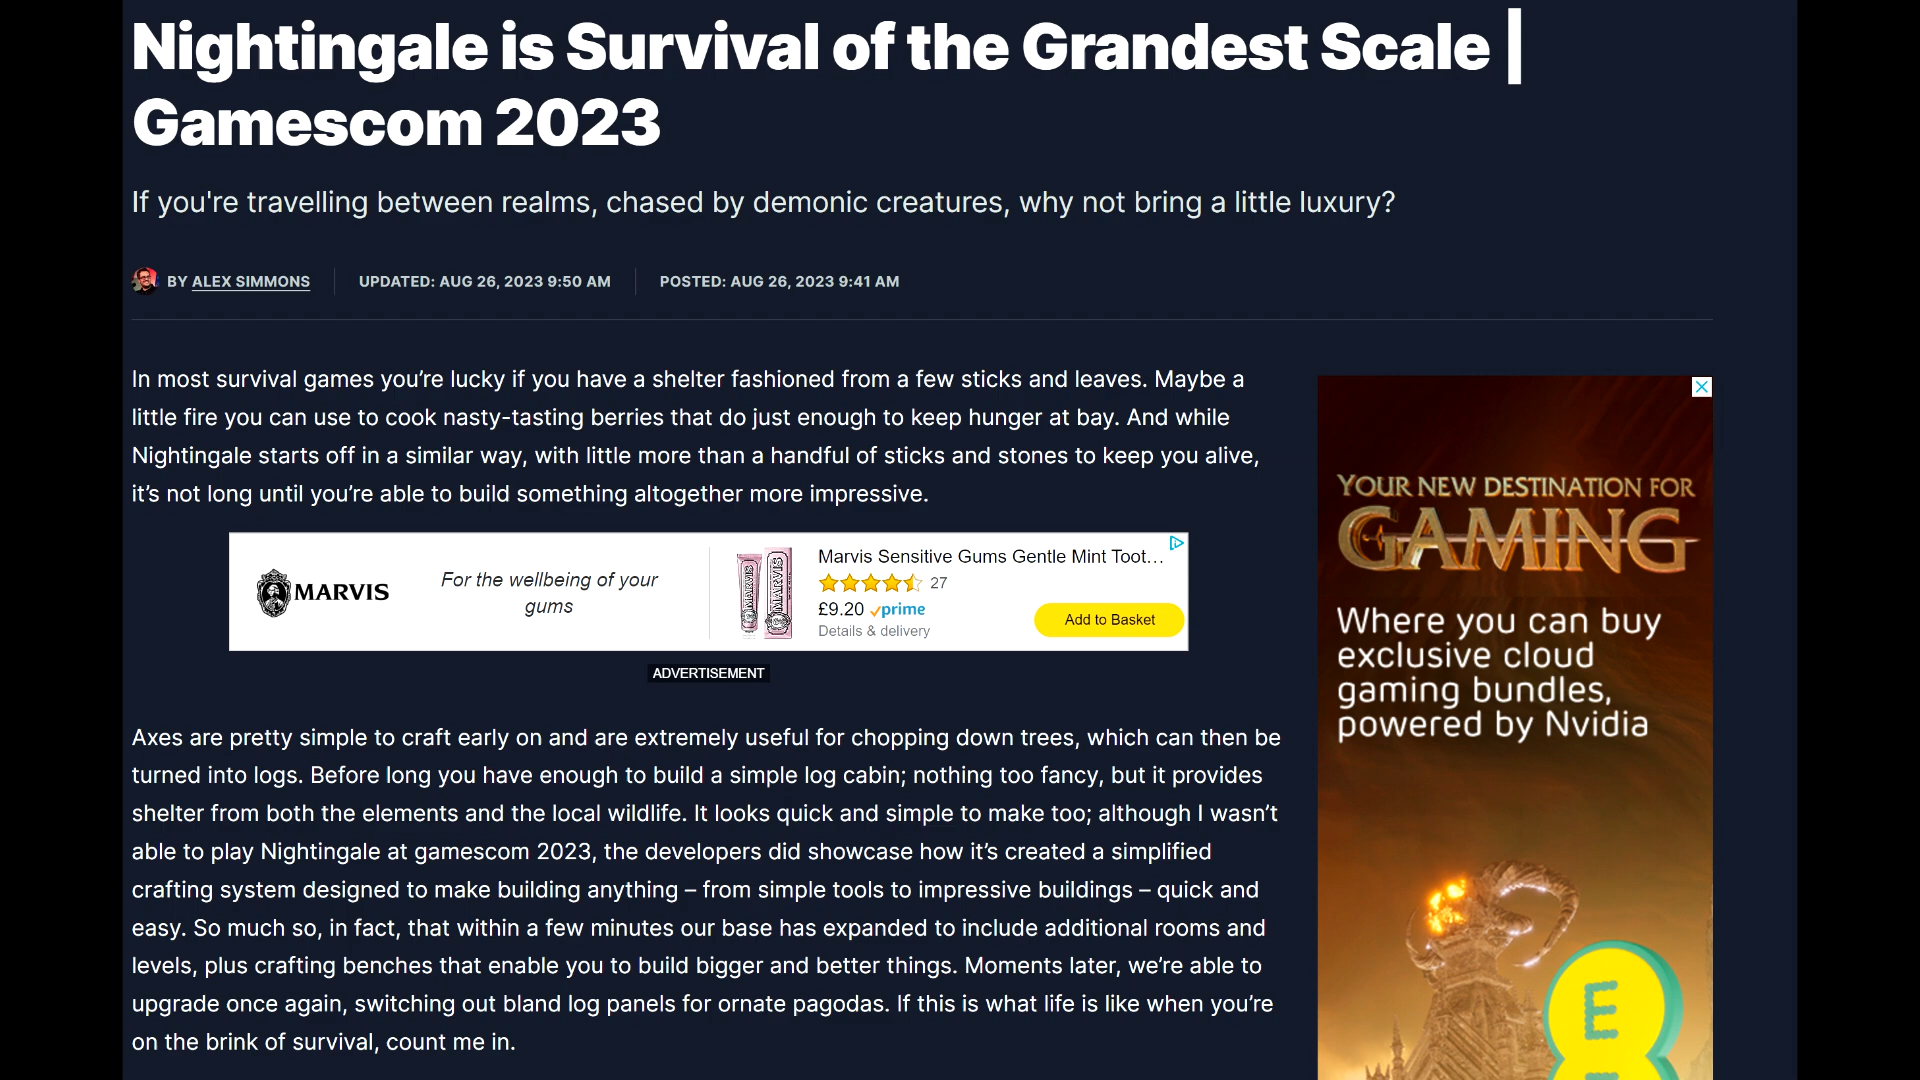 Nightingale is Survival of the Grandest Scale |
Gamescom 2023
If you're travelling between realms, chased by demonic creatures, why not bring a little luxury?
BY ALEX SIMMONS
UPDATED: AUG 26, 2023 9:50 AM
POSTED: AUG 26, 2023 9:41 AM
In most survival games you’re lucky if you have a shelter fashioned from a few sticks and leaves. Maybe a
little fire you can use to cook nasty-tasting berries that do just enough to keep hunger at bay. And while
Nightingale starts off in a similar way, with little more than a handful of sticks and stones to keep you alive,
it’s not long until you’re able to build something altogether more impressive.
MARVIS
For the wellbeing of your
gums
MARVIS
MARVIS
Marvis Sensitive Gums Gentle Mint Toot...
27
£9.20 prime
Details & delivery
Add to Basket
ADVERTISEMENT
Axes are pretty simple to craft early on and are extremely useful for chopping down trees, which can then be
turned into logs. Before long you have enough to build a simple log cabin; nothing too fancy, but it provides
shelter from both the elements and the local wildlife. It looks quick and simple to make too; although I wasn’t
able to play Nightingale at gamescom 2023, the developers did showcase how it’s created a simplified
crafting system designed to make building anything – from simple tools to impressive buildings – quick and
easy. So much so, in fact, that within a few minutes our base has expanded to include additional rooms and
levels, plus crafting benches that enable you to build bigger and better things. Moments later, we’re able to
upgrade once again, switching out bland log panels for ornate pagodas. If this is what life is like when you’re
on the brink of survival, count me in.
YOUR NEW DESTINATION FOR
GAMING
Where you can buy
exclusive cloud
gaming bundles,
powered by Nvidia
E